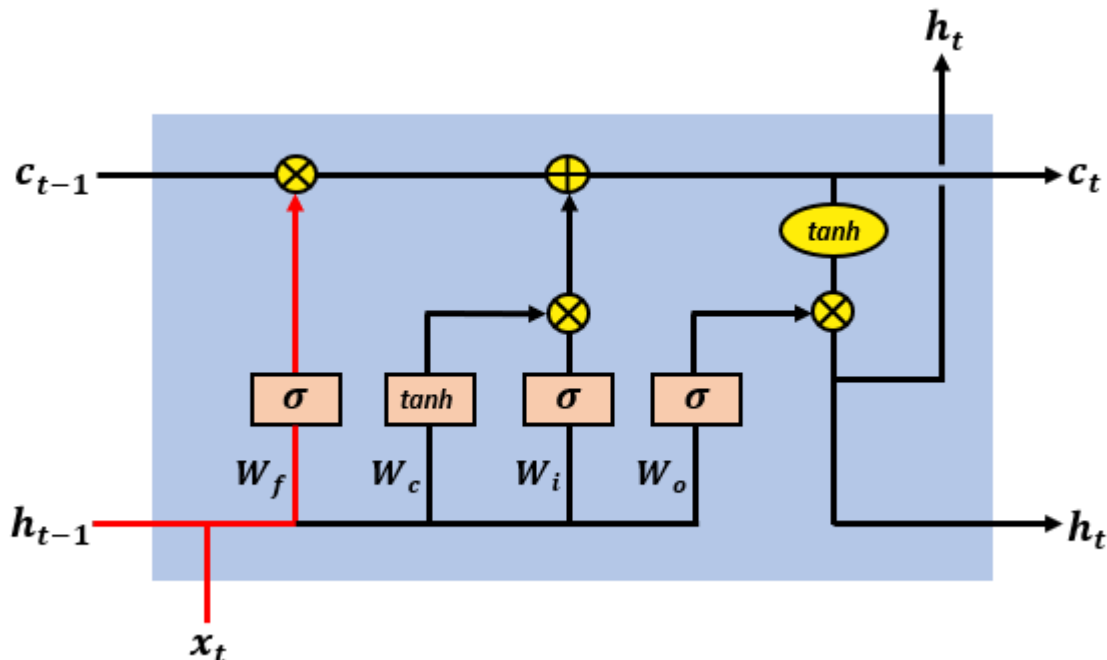 h_t
c_{t-1}
c_t
tanh
σ tanh σ σ
W_f W_c W_i W_o
h_{t-1}
h_t
x_t